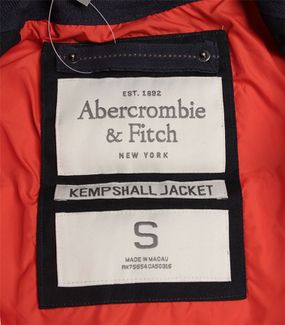 EST. 1892
Abercrombie
& Fitch
NEW YORK
KEMPSHALL JACKET
S
MADE IN MACAU